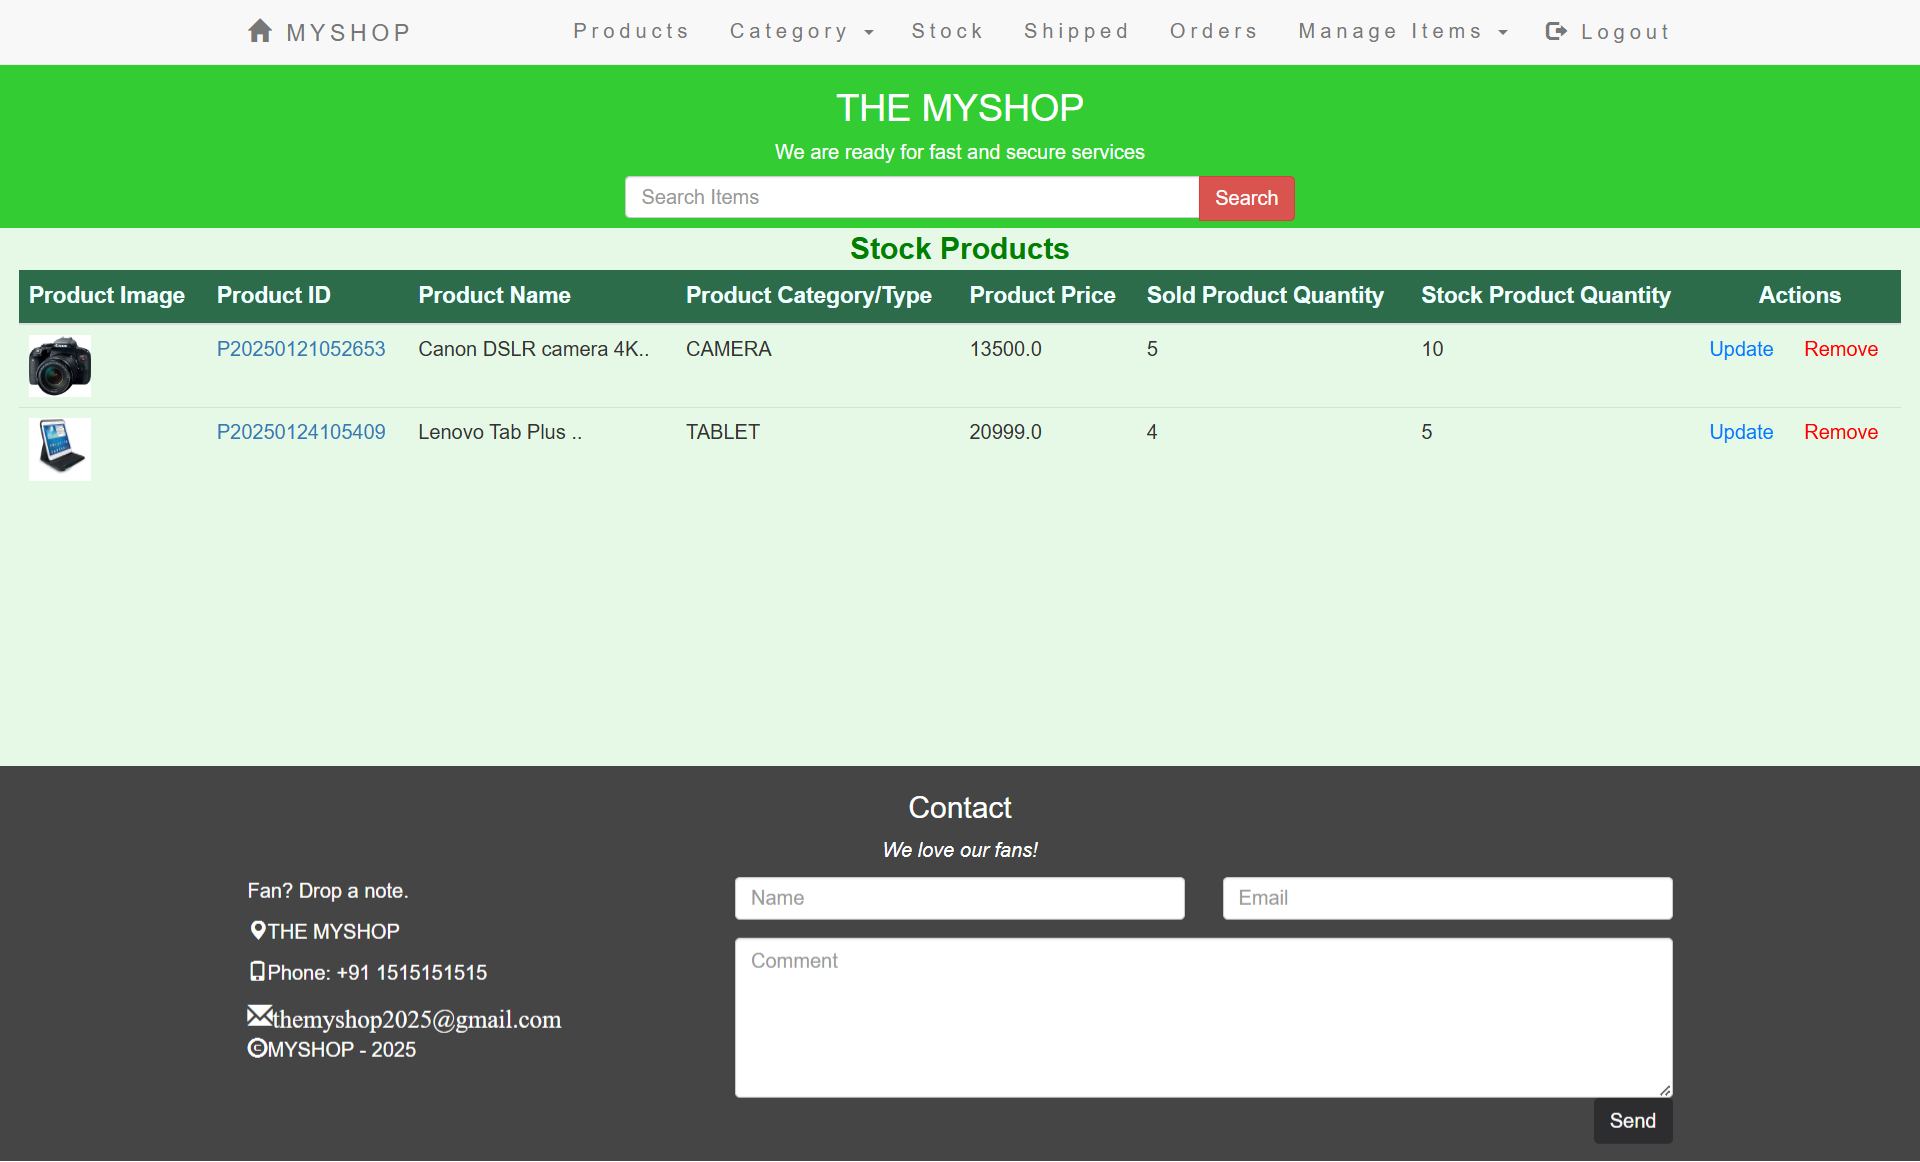 MYSHOP Products Category Stock Shipped Orders Manage Items Logout
THE MYSHOP
We are ready for fast and secure services
Search Items Search
Stock Products
Product Image Product ID Product Name Product Category/Type Product Price Sold Product Quantity Stock Product Quantity Actions
P20250121052653 Canon DSLR camera 4K.. CAMERA 13500.0 5 10 Update Remove
P20250124105409 Lenovo Tab Plus .. TABLET 20999.0 4 5 Update Remove
Contact
We love our fans!
Fan? Drop a note.
THE MYSHOP
Phone: +91 1515151515
themyshop2025@gmail.com
©MYSHOP - 2025
Name Email
Comment
Send